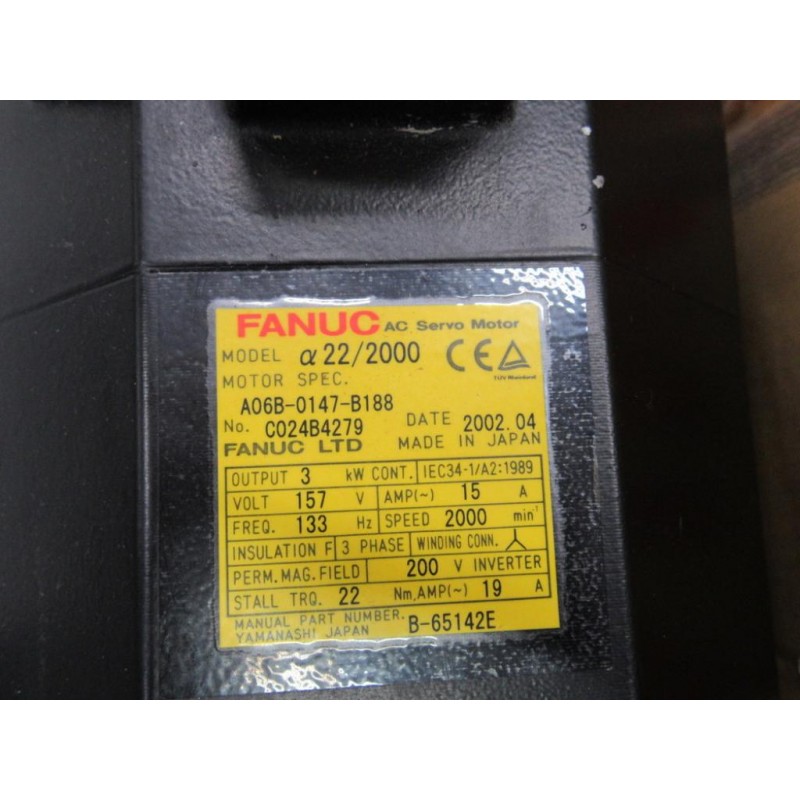 FANUC AC Servo Motor
MODEL α22/2000 CE
TÜV Rheinland
MOTOR SPEC.
A06B-0147-B188
No. C024B4279 DATE 2002.04
FANUC LTD MADE IN JAPAN
OUTPUT 3 kW CONT. IEC34-1/A2:1989
VOLT 157 V AMP(~) 15 A
FREQ. 133 Hz SPEED 2000 min⁻¹
INSULATION F 3 PHASE WINDING CONN.
PERM.MAG.FIELD 200 V INVERTER
STALL TRQ. 22 Nm,AMP(~) 19 A
MANUAL PART NUMBER. B-65142E
YAMANASHI JAPAN